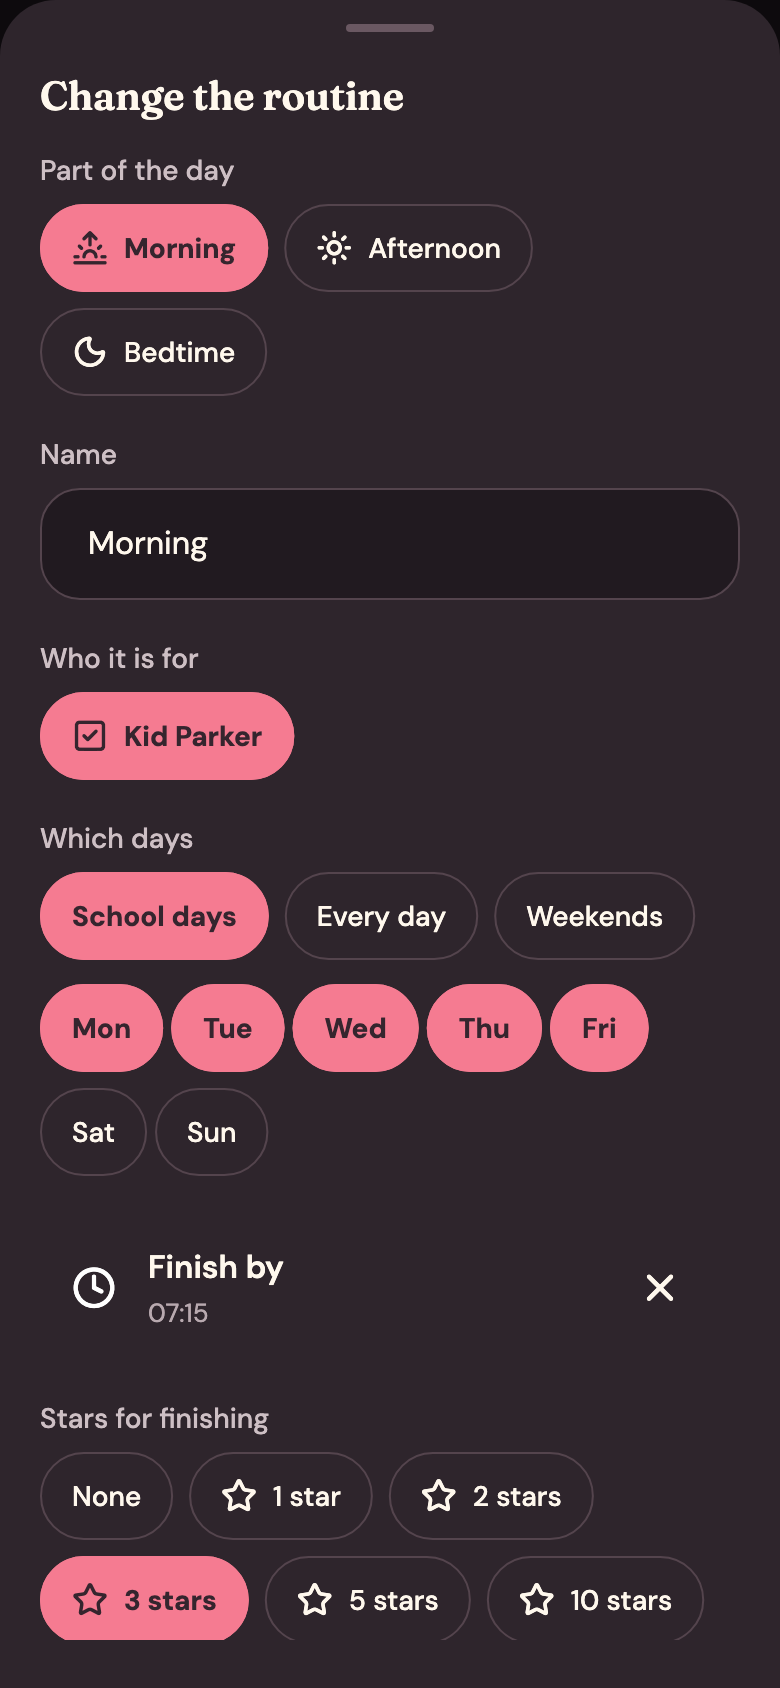 Change the routine
Part of the day
Morning Afternoon
Bedtime
Name
Morning
Who it is for
Kid Parker
Which days
School days Every day Weekends
Mon Tue Wed Thu Fri
Sat Sun
Finish by
07:15
Stars for finishing
None 1 star 2 stars
3 stars 5 stars 10 stars